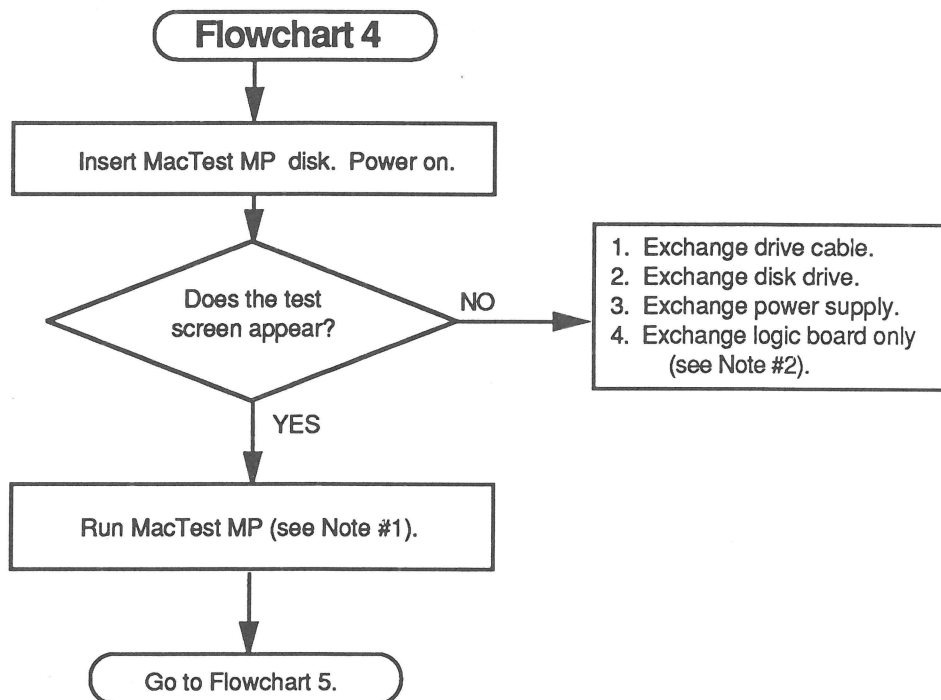 Flowchart 4
Insert MacTest MP disk. Power on.
Does the test
screen appear?
NO
1. Exchange drive cable.
2. Exchange disk drive.
3. Exchange power supply.
4. Exchange logic board only
(see Note #2).
YES
Run MacTest MP (see Note #1).
Go to Flowchart 5.